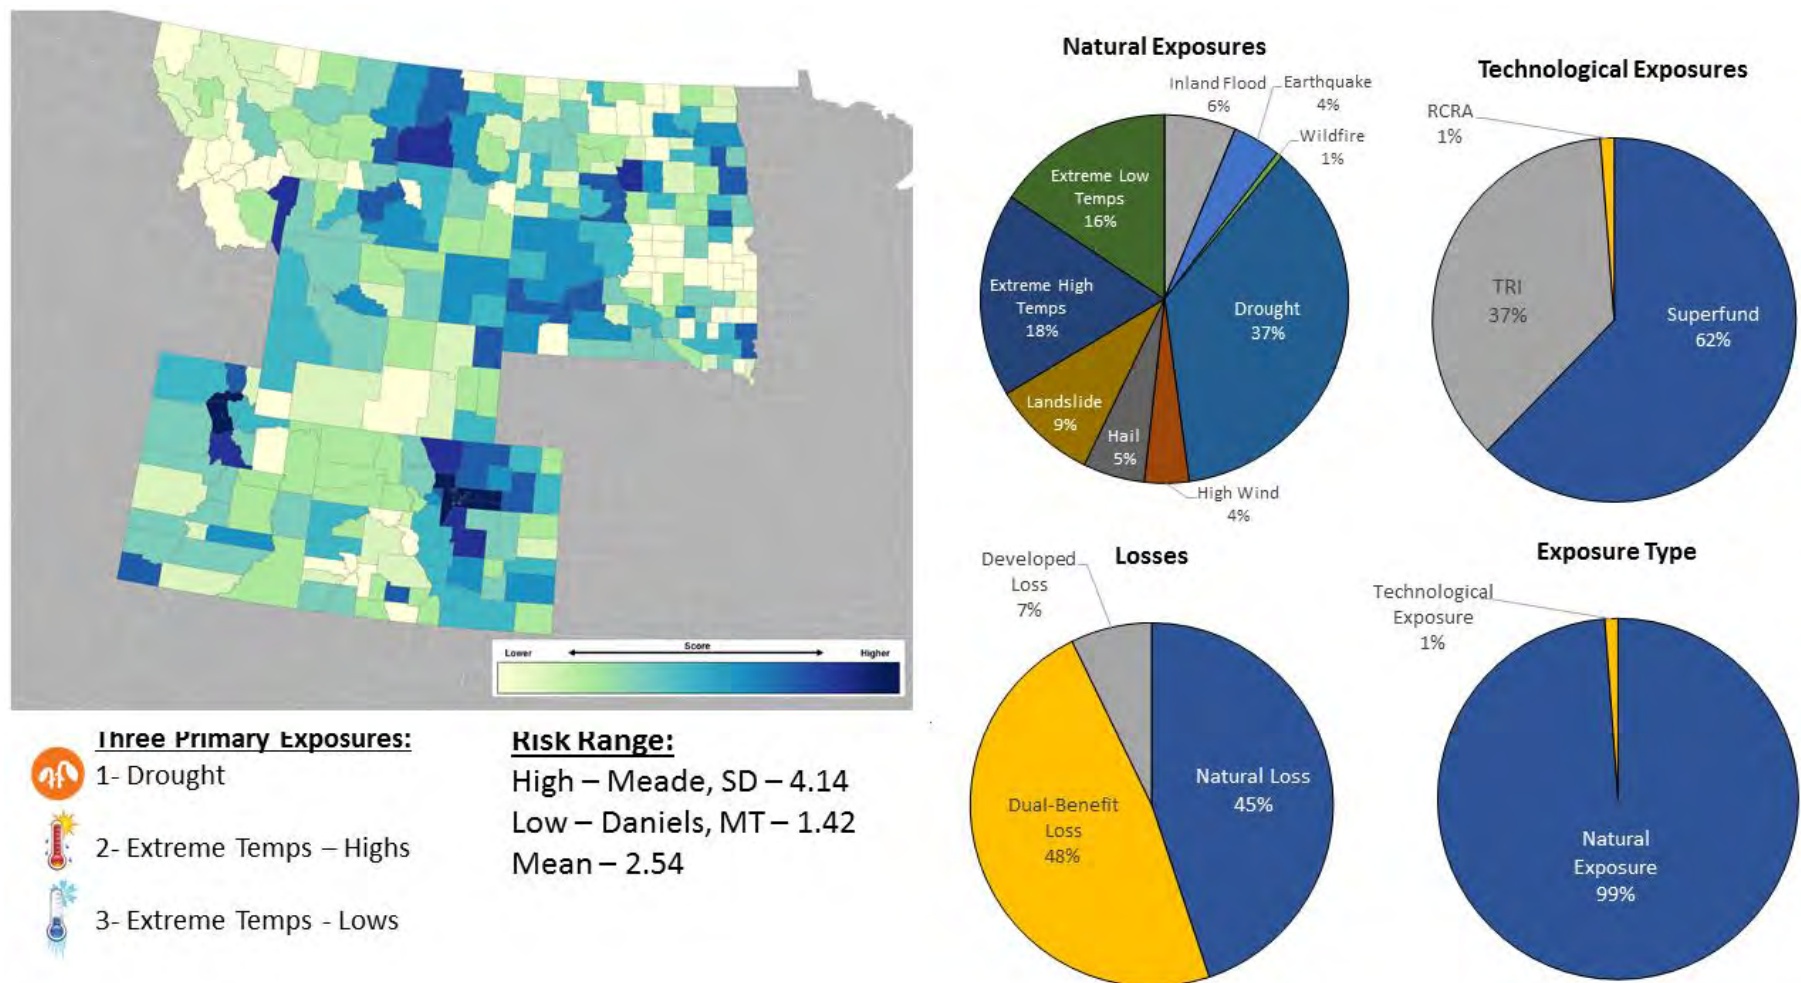 Lower
Score
Higher
Three Primary Exposures:
1- Drought
2- Extreme Temps – Highs
3- Extreme Temps - Lows
Risk Range:
High – Meade, SD – 4.14
Low – Daniels, MT – 1.42
Mean – 2.54
Natural Exposures
Inland Flood
6%
Earthquake
4%
Wildfire
1%
Drought
37%
High Wind
4%
Hail
5%
Landslide
9%
Extreme High
Temps
18%
Extreme Low
Temps
16%
Technological Exposures
RCRA
1%
TRI
37%
Superfund
62%
Losses
Developed
Loss
7%
Natural Loss
45%
Dual-Benefit
Loss
48%
Exposure Type
Technological
Exposure
1%
Natural
Exposure
99%